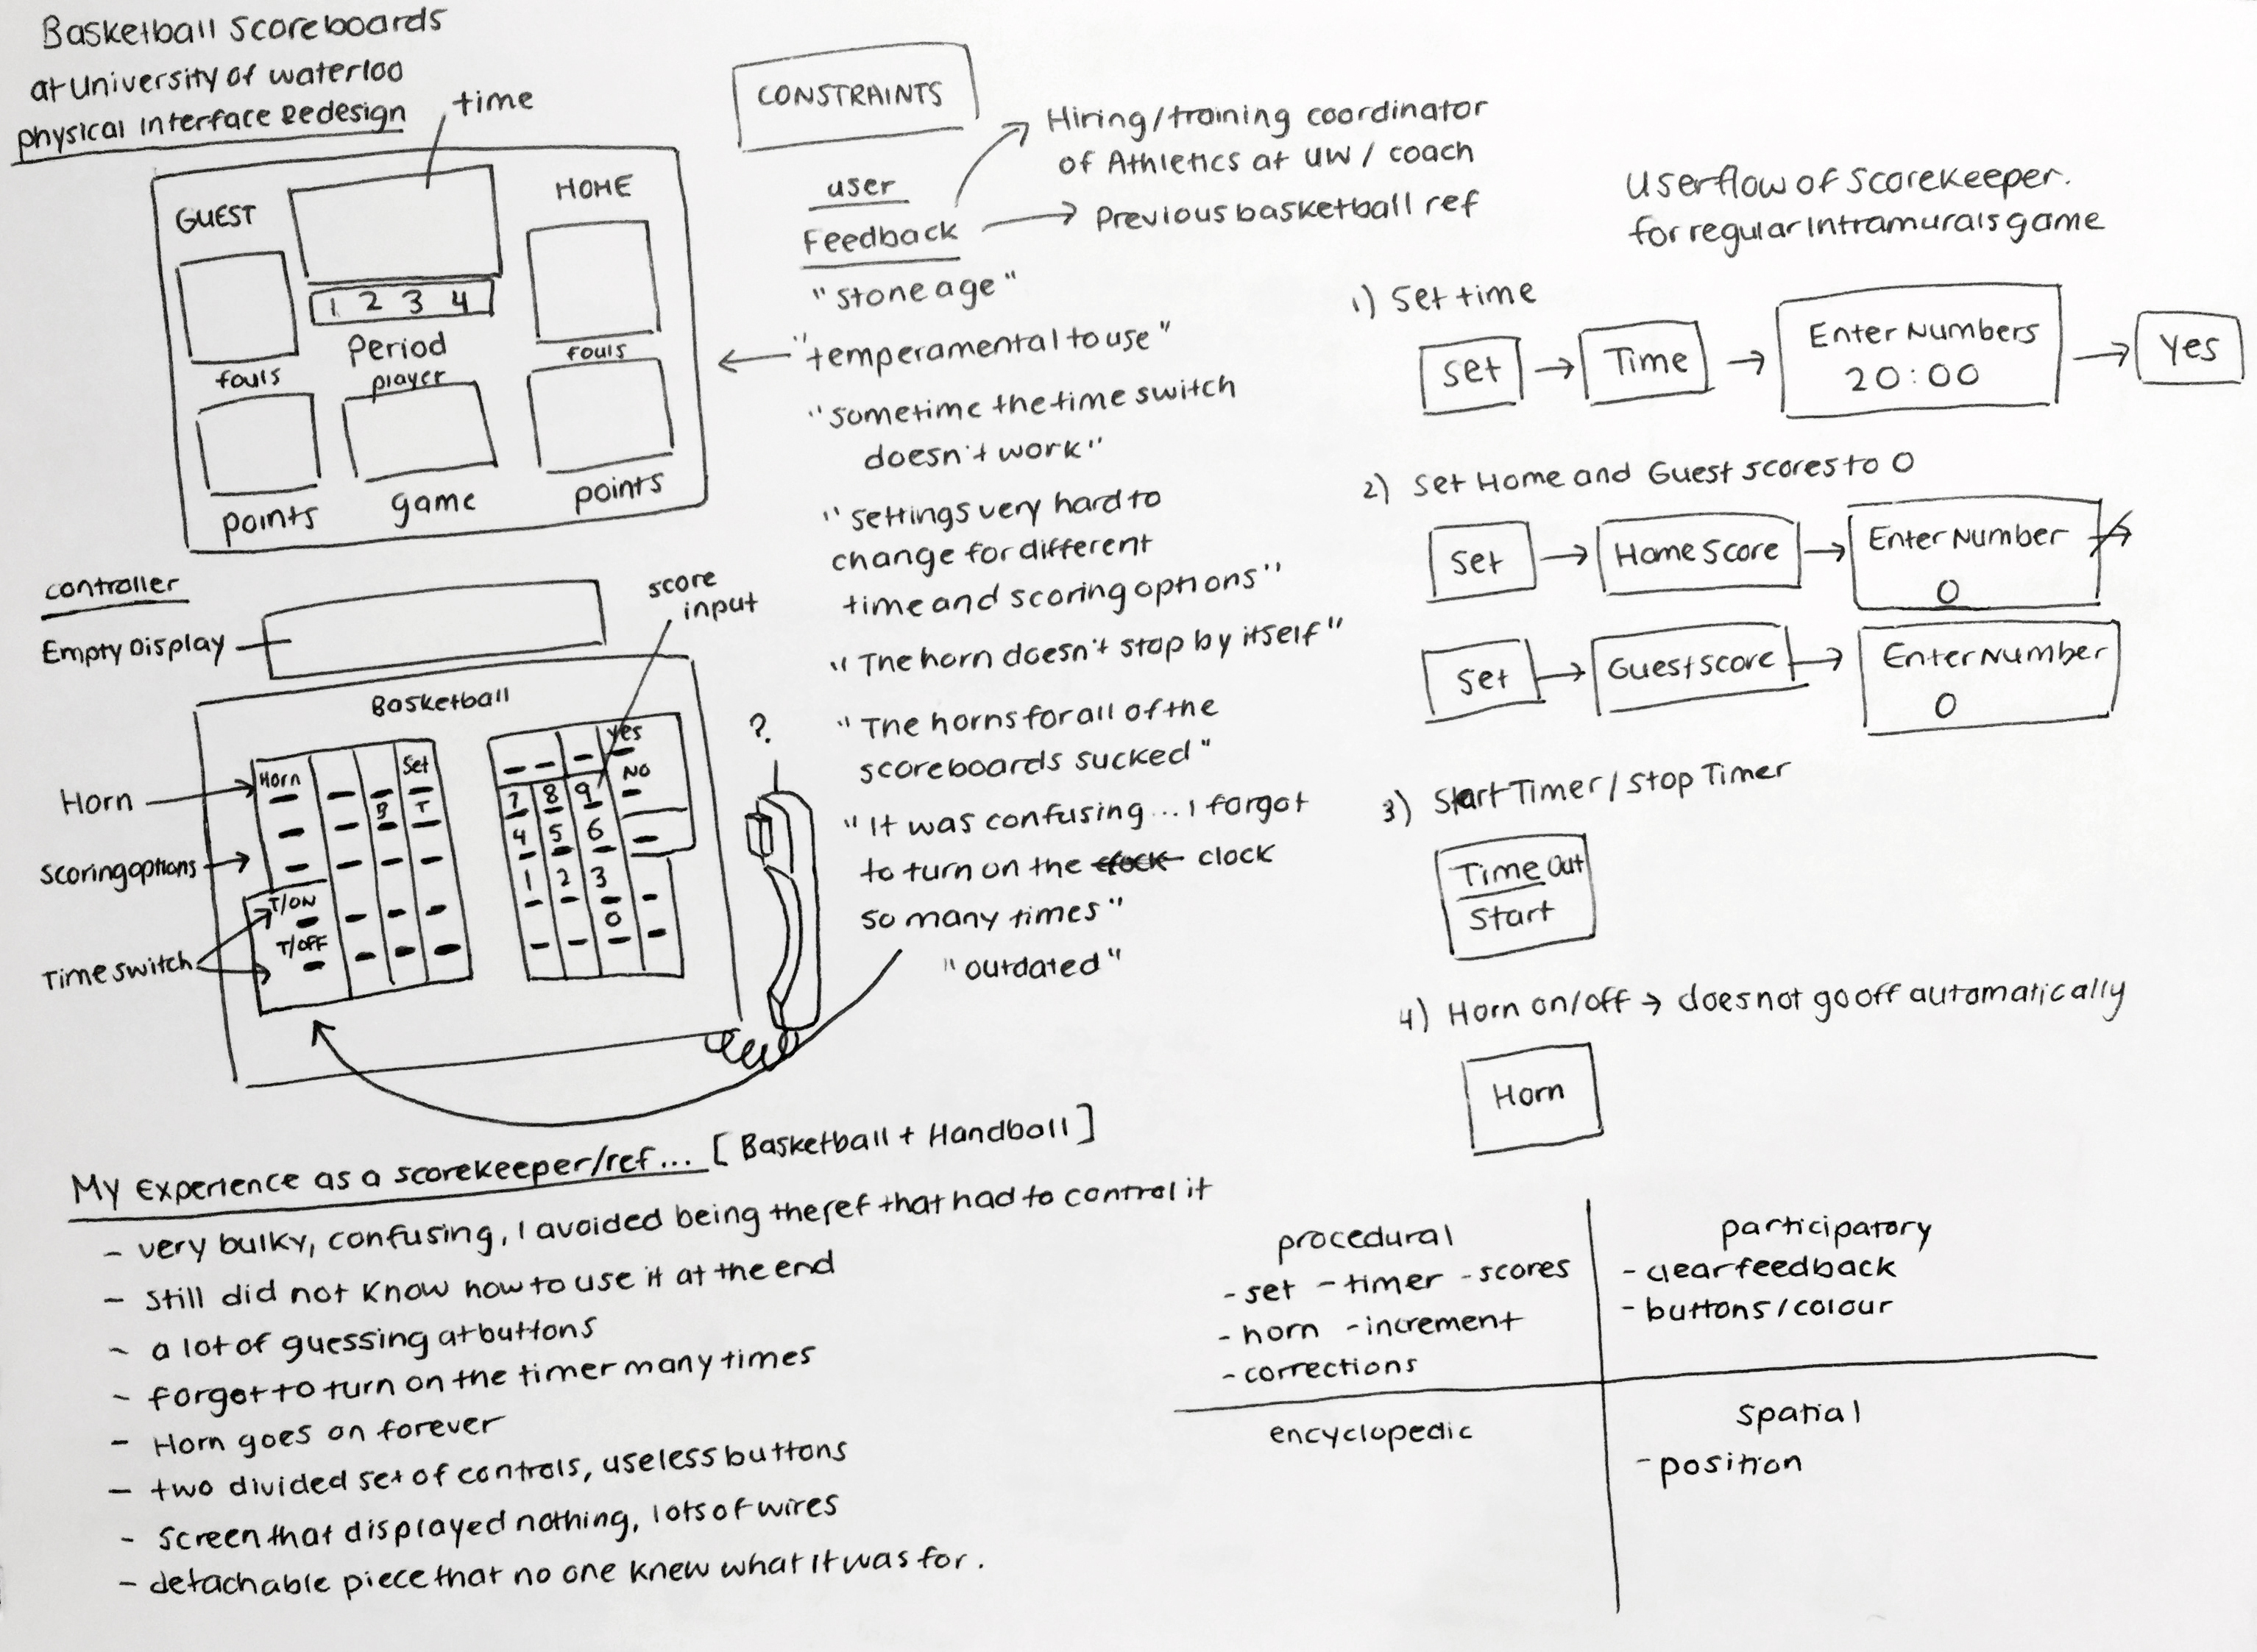 Basketball Scoreboards
at University of Waterloo
physical Interface Redesign
time
GUEST
HOME
1 2 3 4
Period
fouls
fouls
player
points
game
points
controller
Empty Display
score
input
Basketball
Horn
Scoring options
Time switch
Horn
Set
B
T
T/ON
T/OFF
yes
NO
7 8 9
4 5 6
1 2 3
0
?
CONSTRAINTS
user
Feedback
Hiring/training coordinator
of Athletics at UW / coach
Previous basketball ref
"stone age"
"temperamental to use"
"sometime the time switch
doesn't work"
"settings very hard to
change for different
time and scoring options"
"The horn doesn't stop by itself"
"The horns for all of the
scoreboards sucked"
"It was confusing... I forgot
to turn on the clock clock
so many times"
"outdated"
Userflow of Scorekeeper.
for regular Intramurals game
1) Set time
Set
Time
Enter Numbers
20:00
Yes
2) Set Home and Guest scores to 0
Set
Home Score
Enter Number
0
Set
Guest score
Enter Number
0
3) Start Timer / Stop Timer
Time Out
Start
4) Horn on/off → does not go off automatically
Horn
My Experience as a scorekeeper/ref... [Basketball + Handball]
- very bulky, confusing, I avoided being the ref that had to control it
- still did not know how to use it at the end
- a lot of guessing at buttons
- forgot to turn on the timer many times
- Horn goes on forever
- two divided set of controls, useless buttons
- screen that displayed nothing, lots of wires
- detachable piece that no one knew what it was for.
procedural
- set - timer - scores
- horn - increment
- corrections
participatory
- clear feedback
- buttons / colour
encyclopedic
spatial
- position